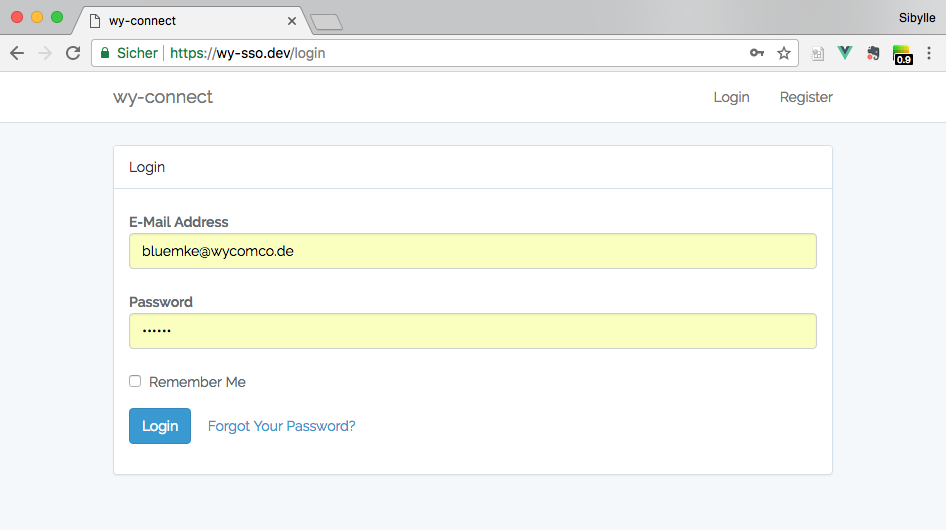 wy-connect
Sibylle
Sicher https://wy-sso.dev/login
0.9
wy-connect Login Register
Login
E-Mail Address
bluemke@wycomco.de
Password
••••••
Remember Me
Login Forgot Your Password?